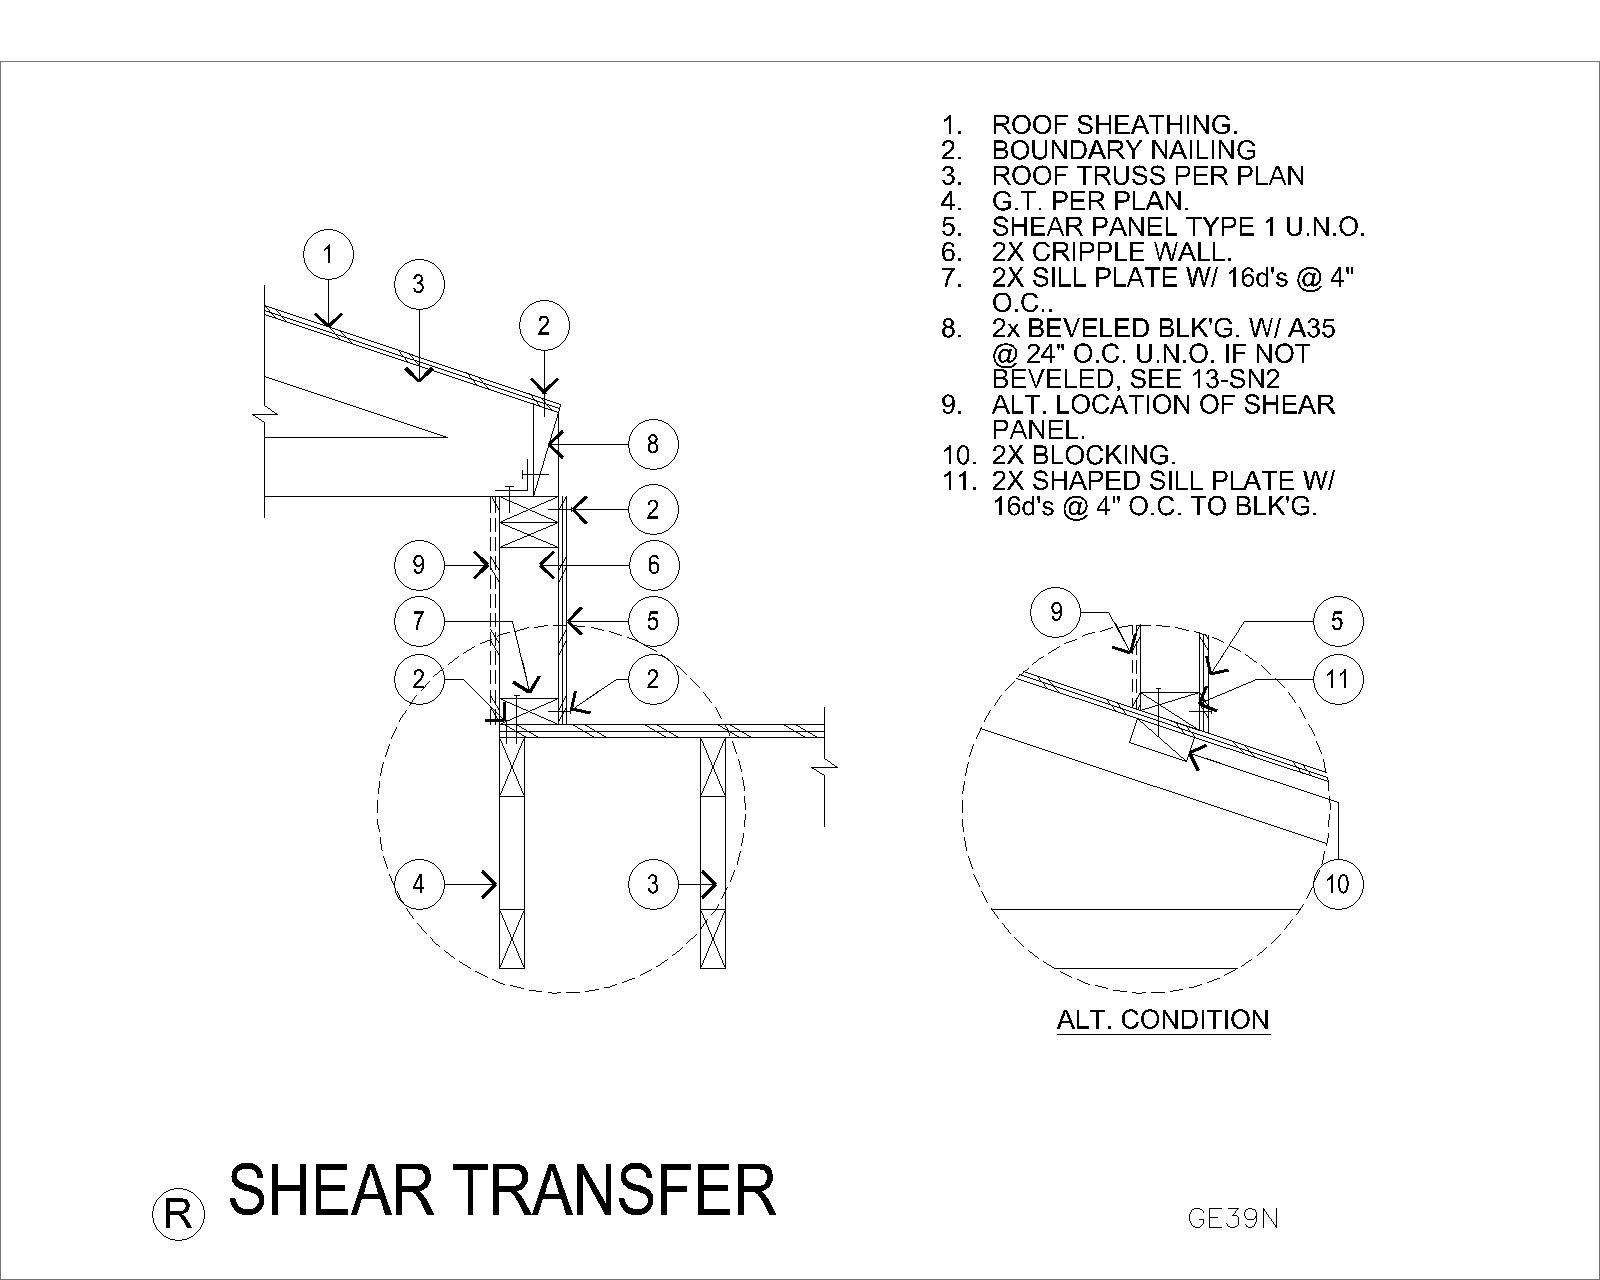 1. ROOF SHEATHING.
2. BOUNDARY NAILING
3. ROOF TRUSS PER PLAN
4. G.T. PER PLAN.
5. SHEAR PANEL TYPE 1 U.N.O.
6. 2X CRIPPLE WALL.
7. 2X SILL PLATE W/ 16d's @ 4"
O.C..
8. 2x BEVELED BLK'G. W/ A35
@ 24" O.C. U.N.O. IF NOT
BEVELED, SEE 13-SN2
9. ALT. LOCATION OF SHEAR
PANEL.
10. 2X BLOCKING.
11. 2X SHAPED SILL PLATE W/
16d's @ 4" O.C. TO BLK'G.
1
3
2
8
2
9
6
7
5
2
2
4
3
9
5
11
10
ALT. CONDITION
R SHEAR TRANSFER
GE39N